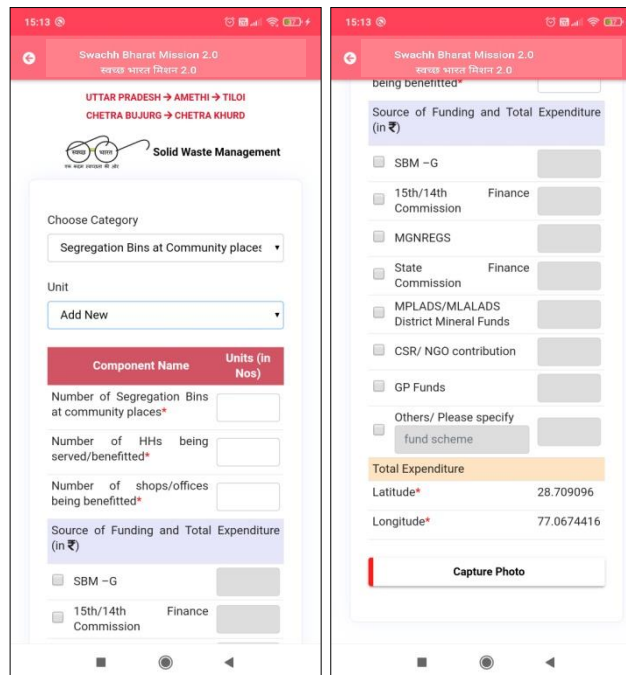 15:13
Swachh Bharat Mission 2.0
स्वच्छ भारत मिशन 2.0
UTTAR PRADESH → AMETHI → TILOI
CHETRA BUJURG → CHETRA KHURD
स्वच्छ भारत
एक कदम स्वच्छता की ओर
Solid Waste Management
Choose Category
Segregation Bins at Community places
Unit
Add New
Component Name
Units (in
Nos)
Number of Segregation Bins
at community places*
Number of HHs being
served/benefitted*
Number of shops/offices
being benefitted*
Source of Funding and Total Expenditure
(in ₹)
SBM –G
15th/14th Finance
Commission
15:13
Swachh Bharat Mission 2.0
स्वच्छ भारत मिशन 2.0
being benefitted*
Source of Funding and Total Expenditure
(in ₹)
SBM –G
15th/14th Finance
Commission
MGNREGS
State Finance
Commission
MPLADS/MLALADS
District Mineral Funds
CSR/ NGO contribution
GP Funds
Others/ Please specify
fund scheme
Total Expenditure
Latitude* 28.709096
Longitude* 77.0674416
Capture Photo